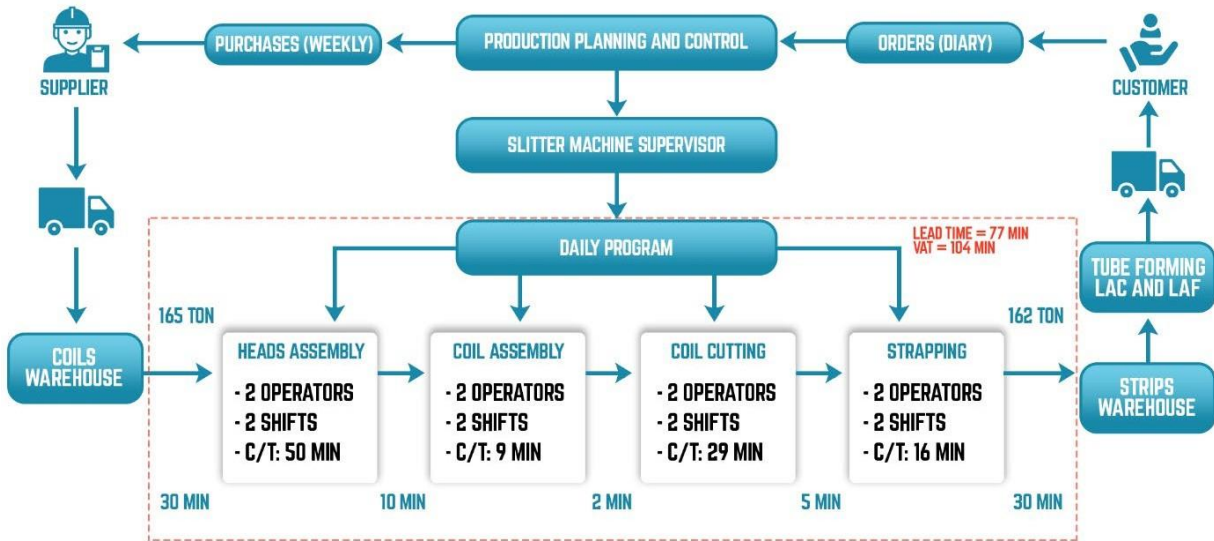 PURCHASES (WEEKLY)
PRODUCTION PLANNING AND CONTROL
ORDERS (DIARY)
SUPPLIER
CUSTOMER
SLITTER MACHINE SUPERVISOR
DAILY PROGRAM
LEAD TIME = 77 MIN
VAT = 104 MIN
TUBE FORMING
LAC AND LAF
165 TON
162 TON
COILS
WAREHOUSE
HEADS ASSEMBLY
- 2 OPERATORS
- 2 SHIFTS
- C/T: 50 MIN
COIL ASSEMBLY
- 2 OPERATORS
- 2 SHIFTS
- C/T: 9 MIN
COIL CUTTING
- 2 OPERATORS
- 2 SHIFTS
- C/T: 29 MIN
STRAPPING
- 2 OPERATORS
- 2 SHIFTS
- C/T: 16 MIN
STRIPS
WAREHOUSE
30 MIN
10 MIN
2 MIN
5 MIN
30 MIN